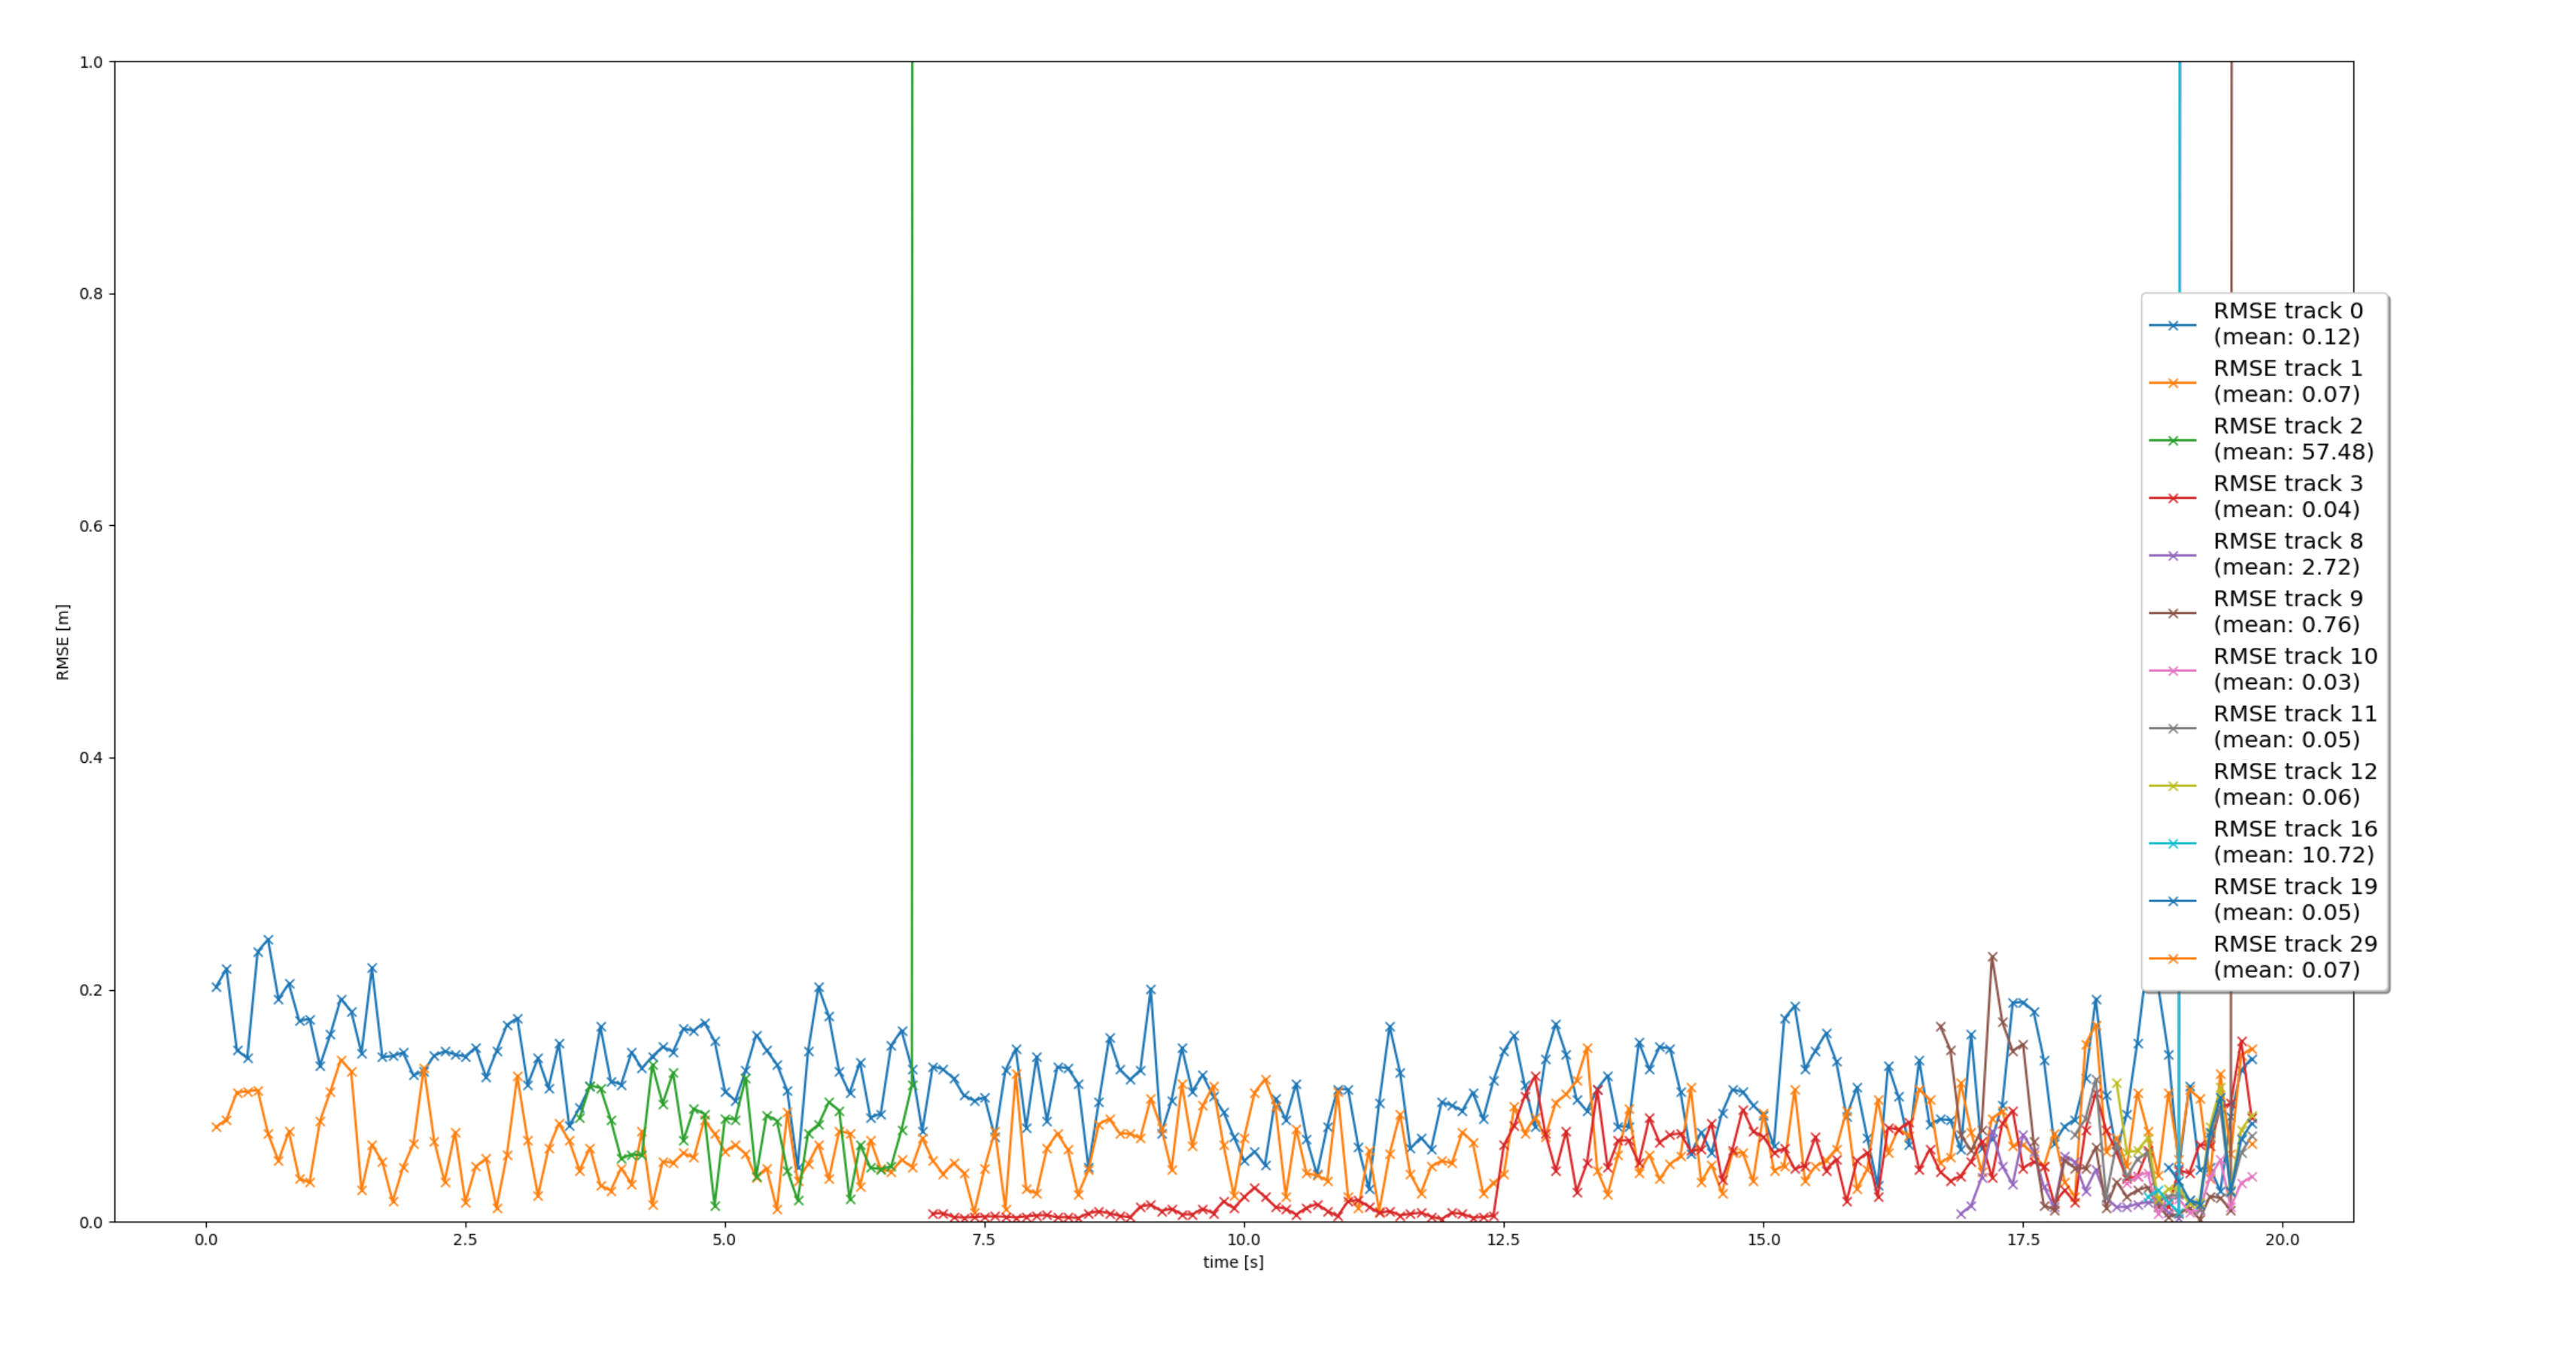 1.0
0.8
0.6
0.4
0.2
0.0
RMSE [m]
0.0 2.5 5.0 7.5 10.0 12.5 15.0 17.5 20.0
time [s]
RMSE track 0
(mean: 0.12)
RMSE track 1
(mean: 0.07)
RMSE track 2
(mean: 57.48)
RMSE track 3
(mean: 0.04)
RMSE track 8
(mean: 2.72)
RMSE track 9
(mean: 0.76)
RMSE track 10
(mean: 0.03)
RMSE track 11
(mean: 0.05)
RMSE track 12
(mean: 0.06)
RMSE track 16
(mean: 10.72)
RMSE track 19
(mean: 0.05)
RMSE track 29
(mean: 0.07)